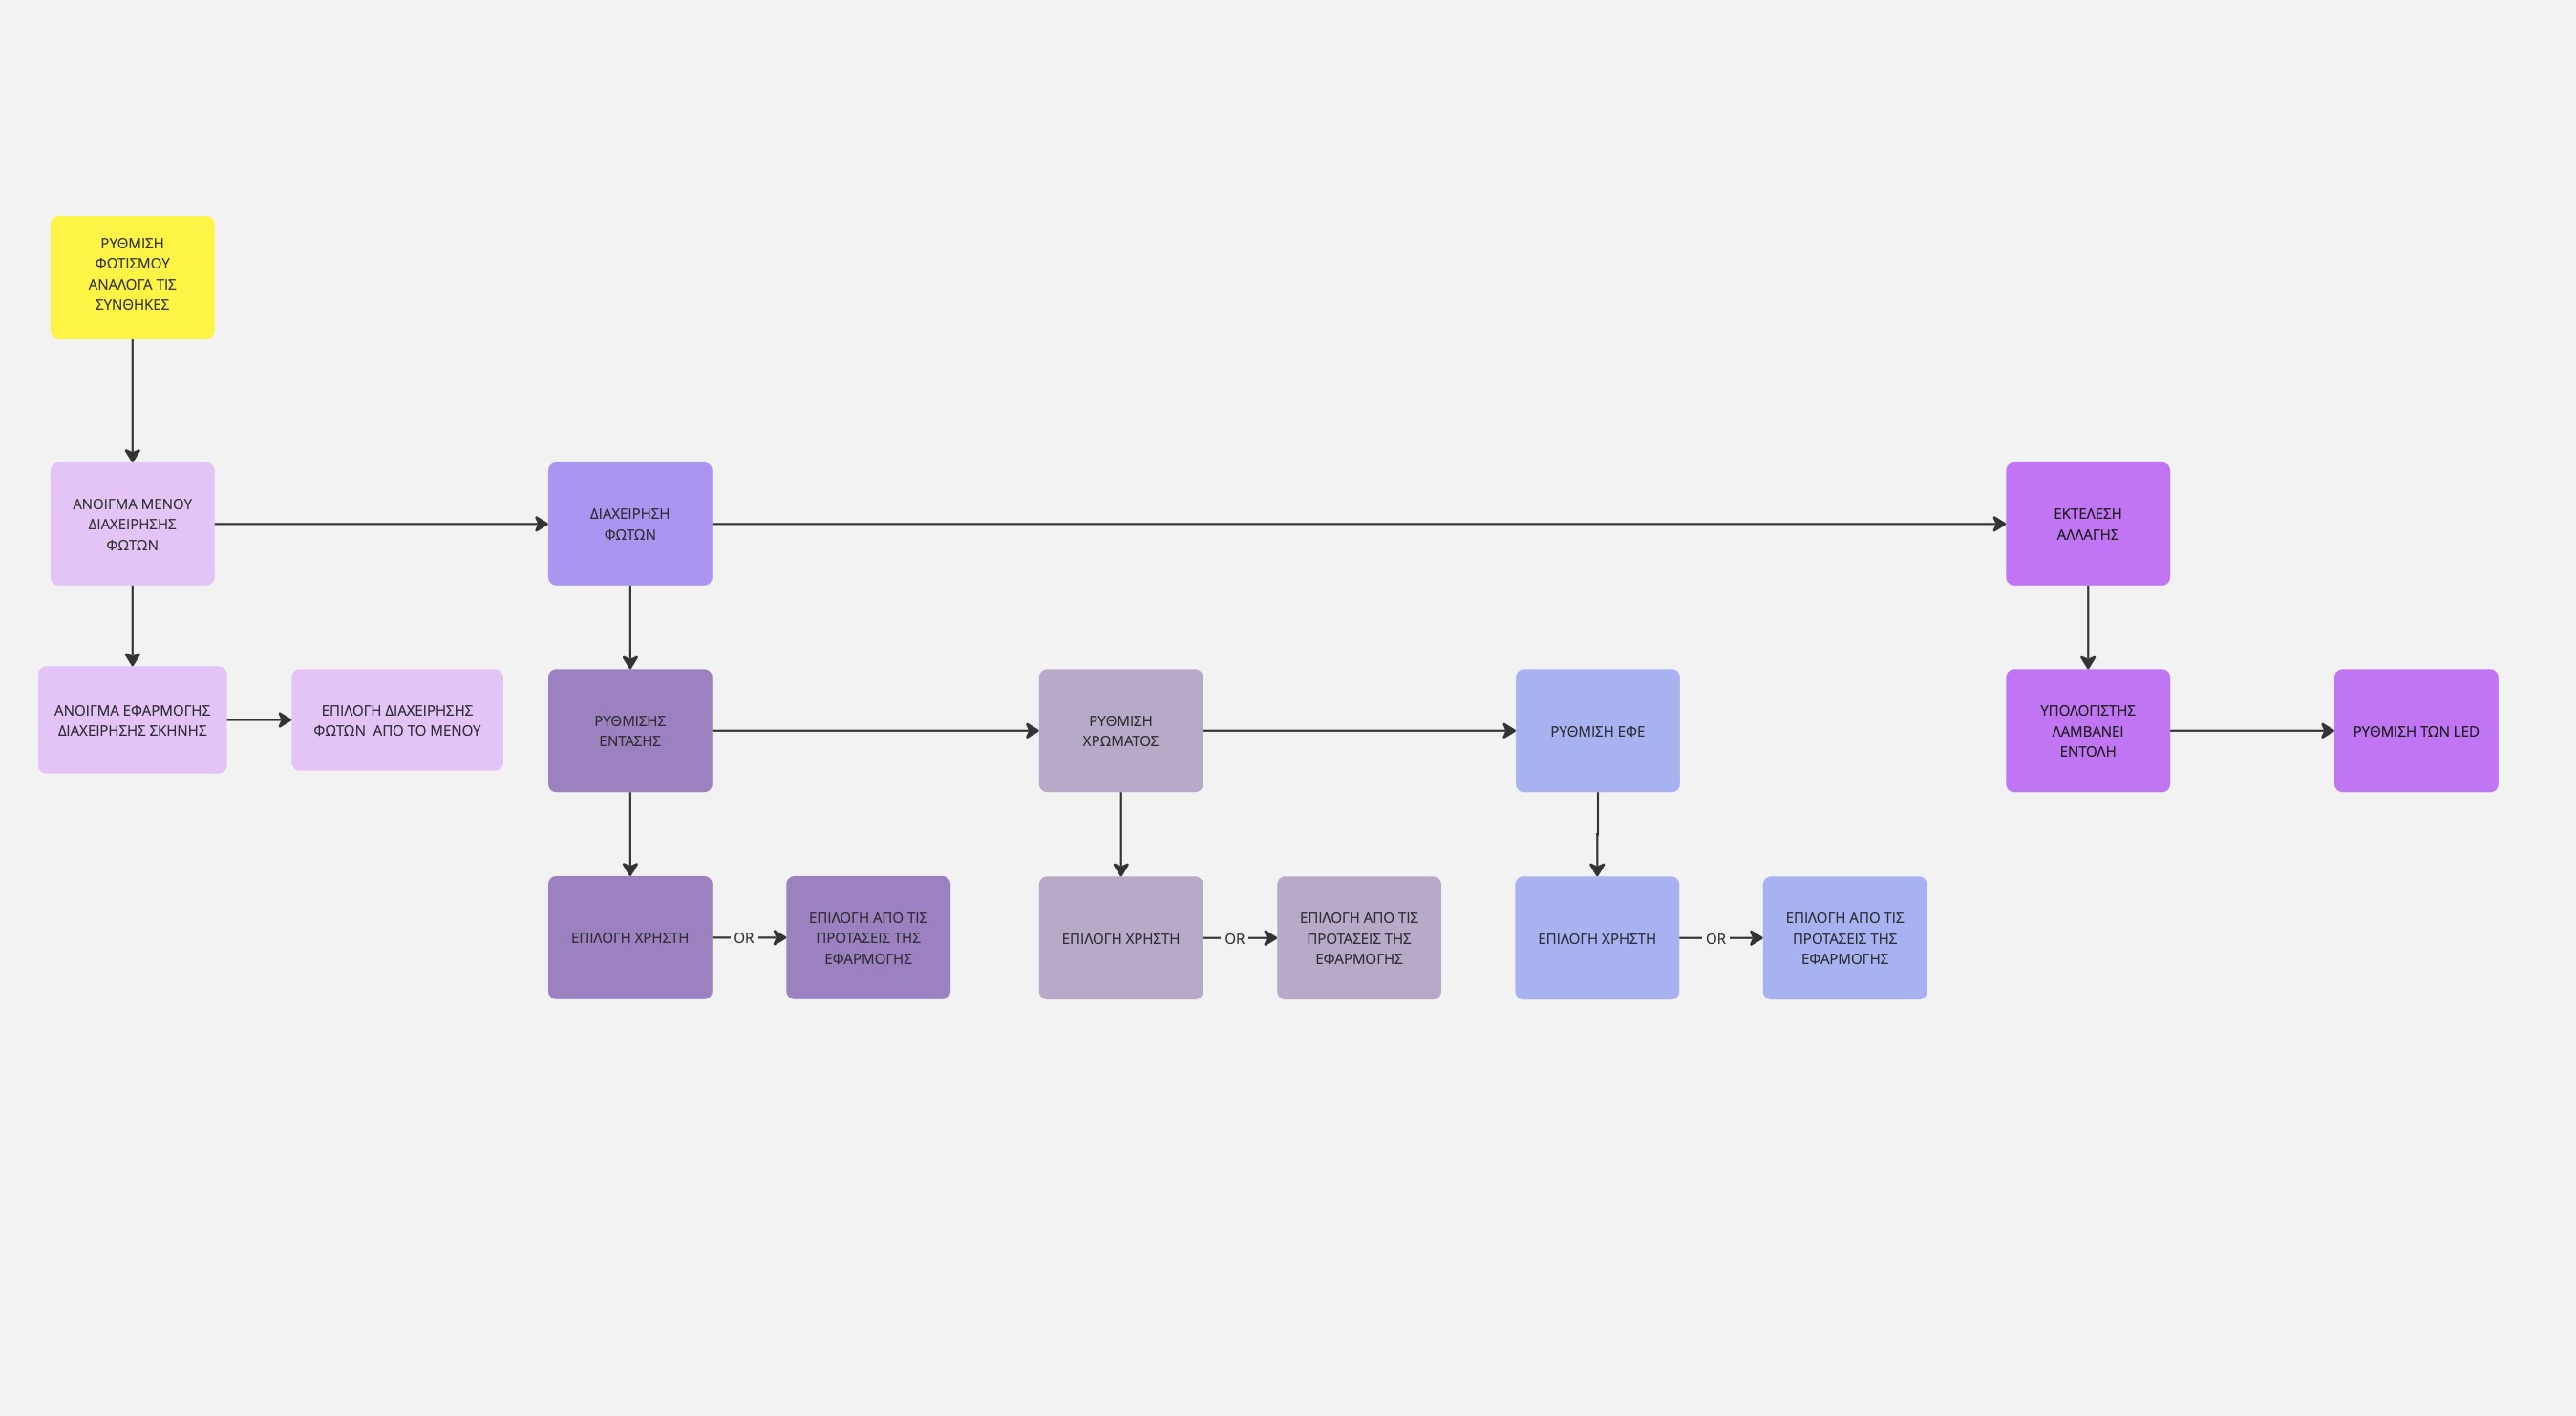 ΡΥΘΜΙΣΗ
ΦΩΤΙΣΜΟΥ
ΑΝΑΛΟΓΑ ΤΙΣ
ΣΥΝΘΗΚΕΣ
ΑΝΟΙΓΜΑ ΜΕΝΟΥ
ΔΙΑΧΕΙΡΗΣΗΣ
ΦΩΤΩΝ
ΔΙΑΧΕΙΡΗΣΗ
ΦΩΤΩΝ
ΕΚΤΕΛΕΣΗ
ΑΛΛΑΓΗΣ
ΑΝΟΙΓΜΑ ΕΦΑΡΜΟΓΗΣ
ΔΙΑΧΕΙΡΗΣΗΣ ΣΚΗΝΗΣ
ΕΠΙΛΟΓΗ ΔΙΑΧΕΙΡΗΣΗΣ
ΦΩΤΩΝ ΑΠΟ ΤΟ ΜΕΝΟΥ
ΡΥΘΜΙΣΗΣ
ΕΝΤΑΣΗΣ
ΡΥΘΜΙΣΗ
ΧΡΩΜΑΤΟΣ
ΡΥΘΜΙΣΗ ΕΦΕ
ΥΠΟΛΟΓΙΣΤΗΣ
ΛΑΜΒΑΝΕΙ
ΕΝΤΟΛΗ
ΡΥΘΜΙΣΗ ΤΩΝ LED
ΕΠΙΛΟΓΗ ΧΡΗΣΤΗ
OR
ΕΠΙΛΟΓΗ ΑΠΟ ΤΙΣ
ΠΡΟΤΑΣΕΙΣ ΤΗΣ
ΕΦΑΡΜΟΓΗΣ
ΕΠΙΛΟΓΗ ΧΡΗΣΤΗ
OR
ΕΠΙΛΟΓΗ ΑΠΟ ΤΙΣ
ΠΡΟΤΑΣΕΙΣ ΤΗΣ
ΕΦΑΡΜΟΓΗΣ
ΕΠΙΛΟΓΗ ΧΡΗΣΤΗ
OR
ΕΠΙΛΟΓΗ ΑΠΟ ΤΙΣ
ΠΡΟΤΑΣΕΙΣ ΤΗΣ
ΕΦΑΡΜΟΓΗΣ